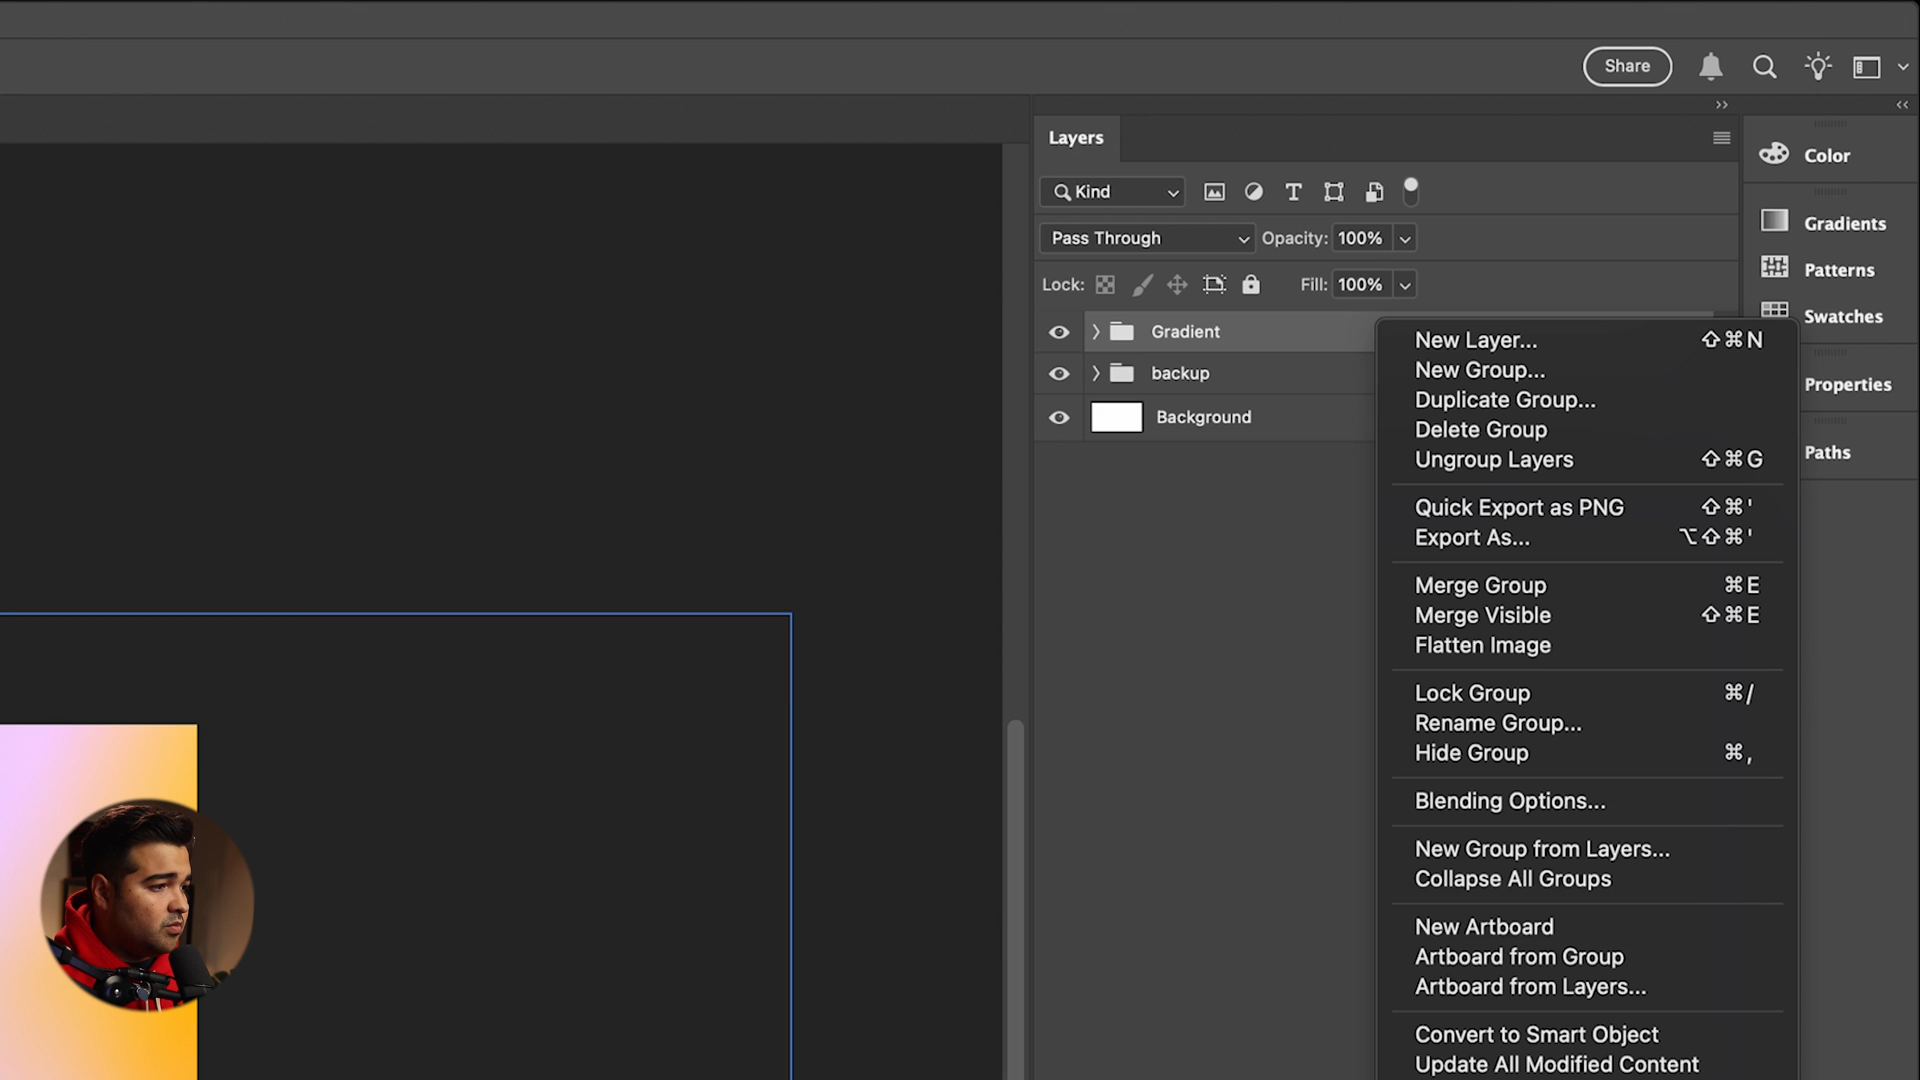 Share
Layers
Kind
Pass Through
Opacity: 100%
Lock:
Fill: 100%
Gradient
backup
Background
New Layer... ⇧⌘N
New Group...
Duplicate Group...
Delete Group
Ungroup Layers ⇧⌘G
Quick Export as PNG ⇧⌘'
Export As... ⌥⇧⌘'
Merge Group ⌘E
Merge Visible ⇧⌘E
Flatten Image
Lock Group ⌘/
Rename Group...
Hide Group ⌘,
Blending Options...
New Group from Layers...
Collapse All Groups
New Artboard
Artboard from Group
Artboard from Layers...
Convert to Smart Object
Update All Modified Content
Color
Gradients
Patterns
Swatches
Properties
Paths